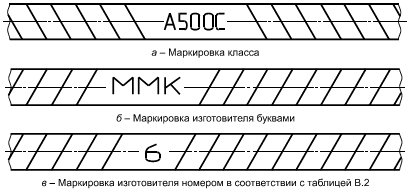 А500С
а – Маркировка класса
ММК
б – Маркировка изготовителя буквами
6
в – Маркировка изготовителя номером в соответствии с таблицей В.2